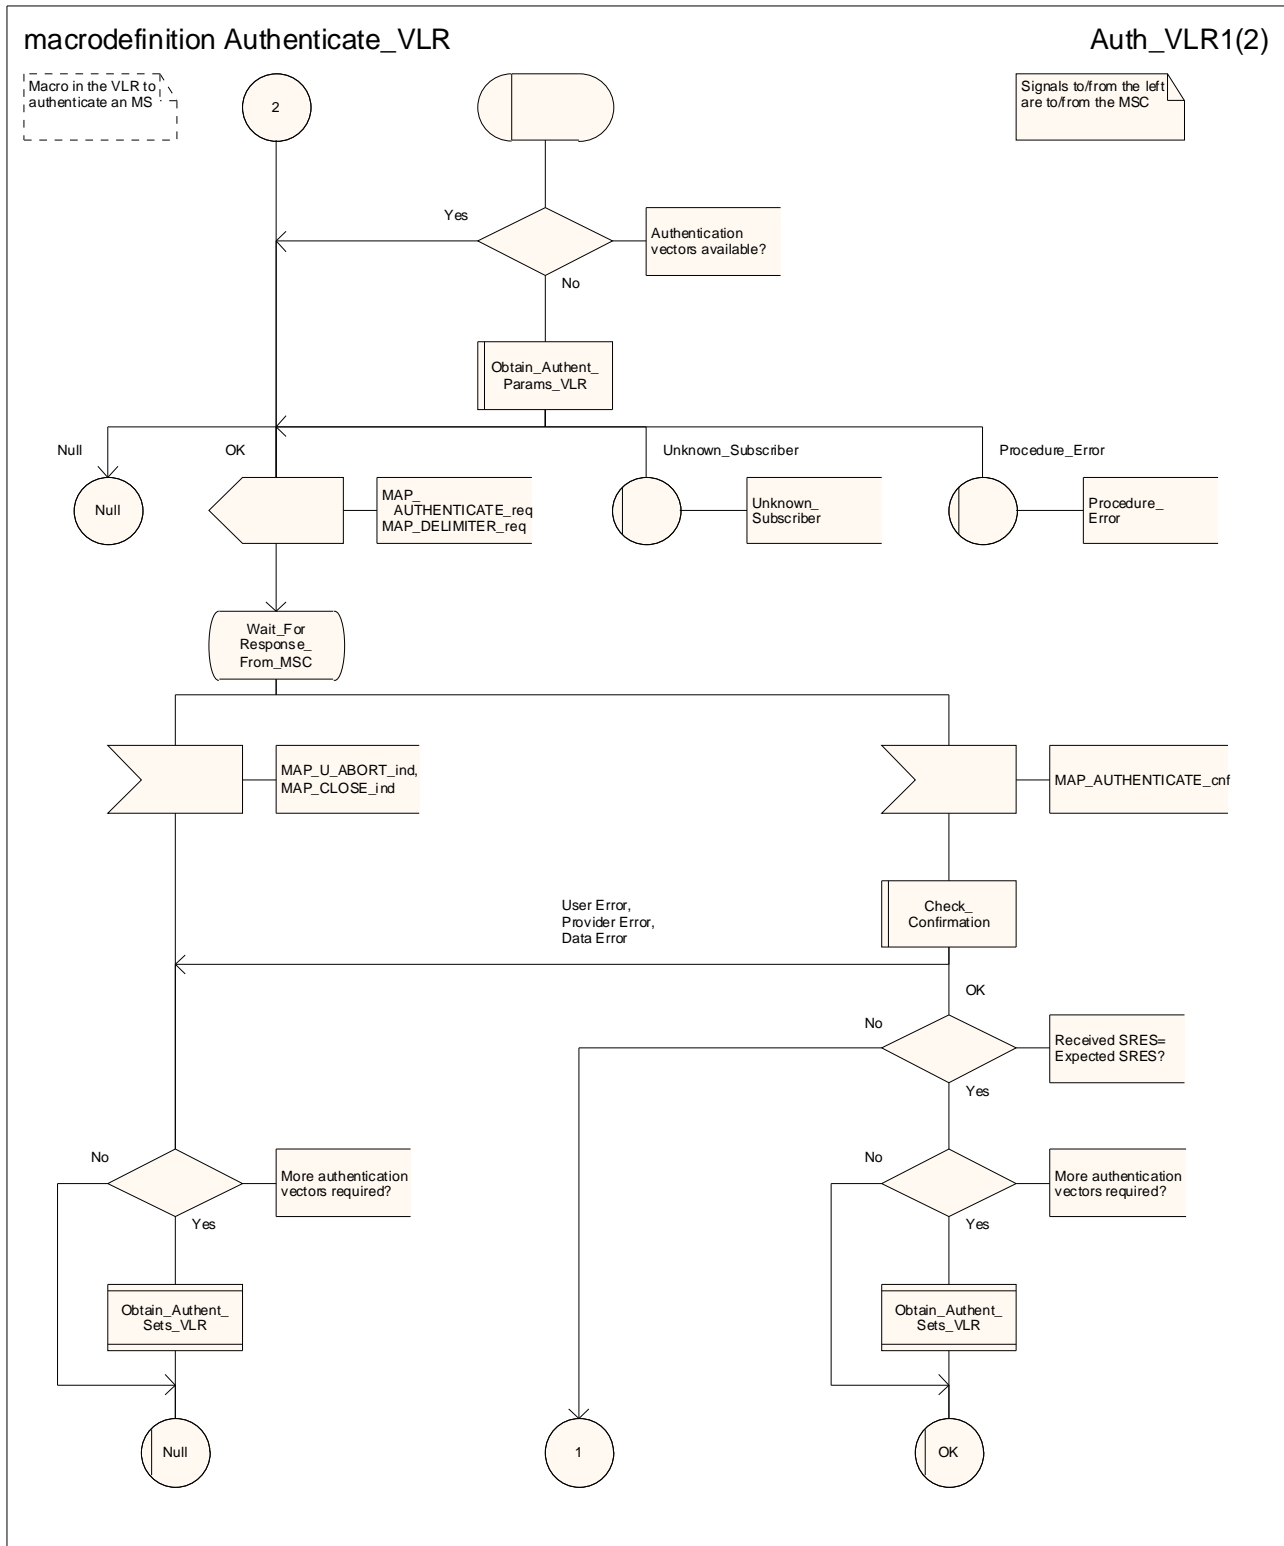 macrodefinition Authenticate_VLR
Auth_VLR1(2)
Macro in the VLR to
authenticate an MS
2
Signals to/from the left
are to/from the MSC
Yes
Authentication
vectors available?
No
Obtain_Authent_
Params_VLR
Null
OK
Unknown_Subscriber
Procedure_Error
Null
MAP_
AUTHENTICATE_req
MAP_DELIMITER_req
Unknown_
Subscriber
Procedure_
Error
Wait_For
Response_
From_MSC
MAP_U_ABORT_ind,
MAP_CLOSE_ind
MAP_AUTHENTICATE_cnf
User Error,
Provider Error,
Data Error
Check_
Confirmation
OK
No
Received SRES=
Expected SRES?
Yes
No
More authentication
vectors required?
Yes
No
More authentication
vectors required?
Yes
Obtain_Authent_
Sets_VLR
Obtain_Authent_
Sets_VLR
Null
1
OK